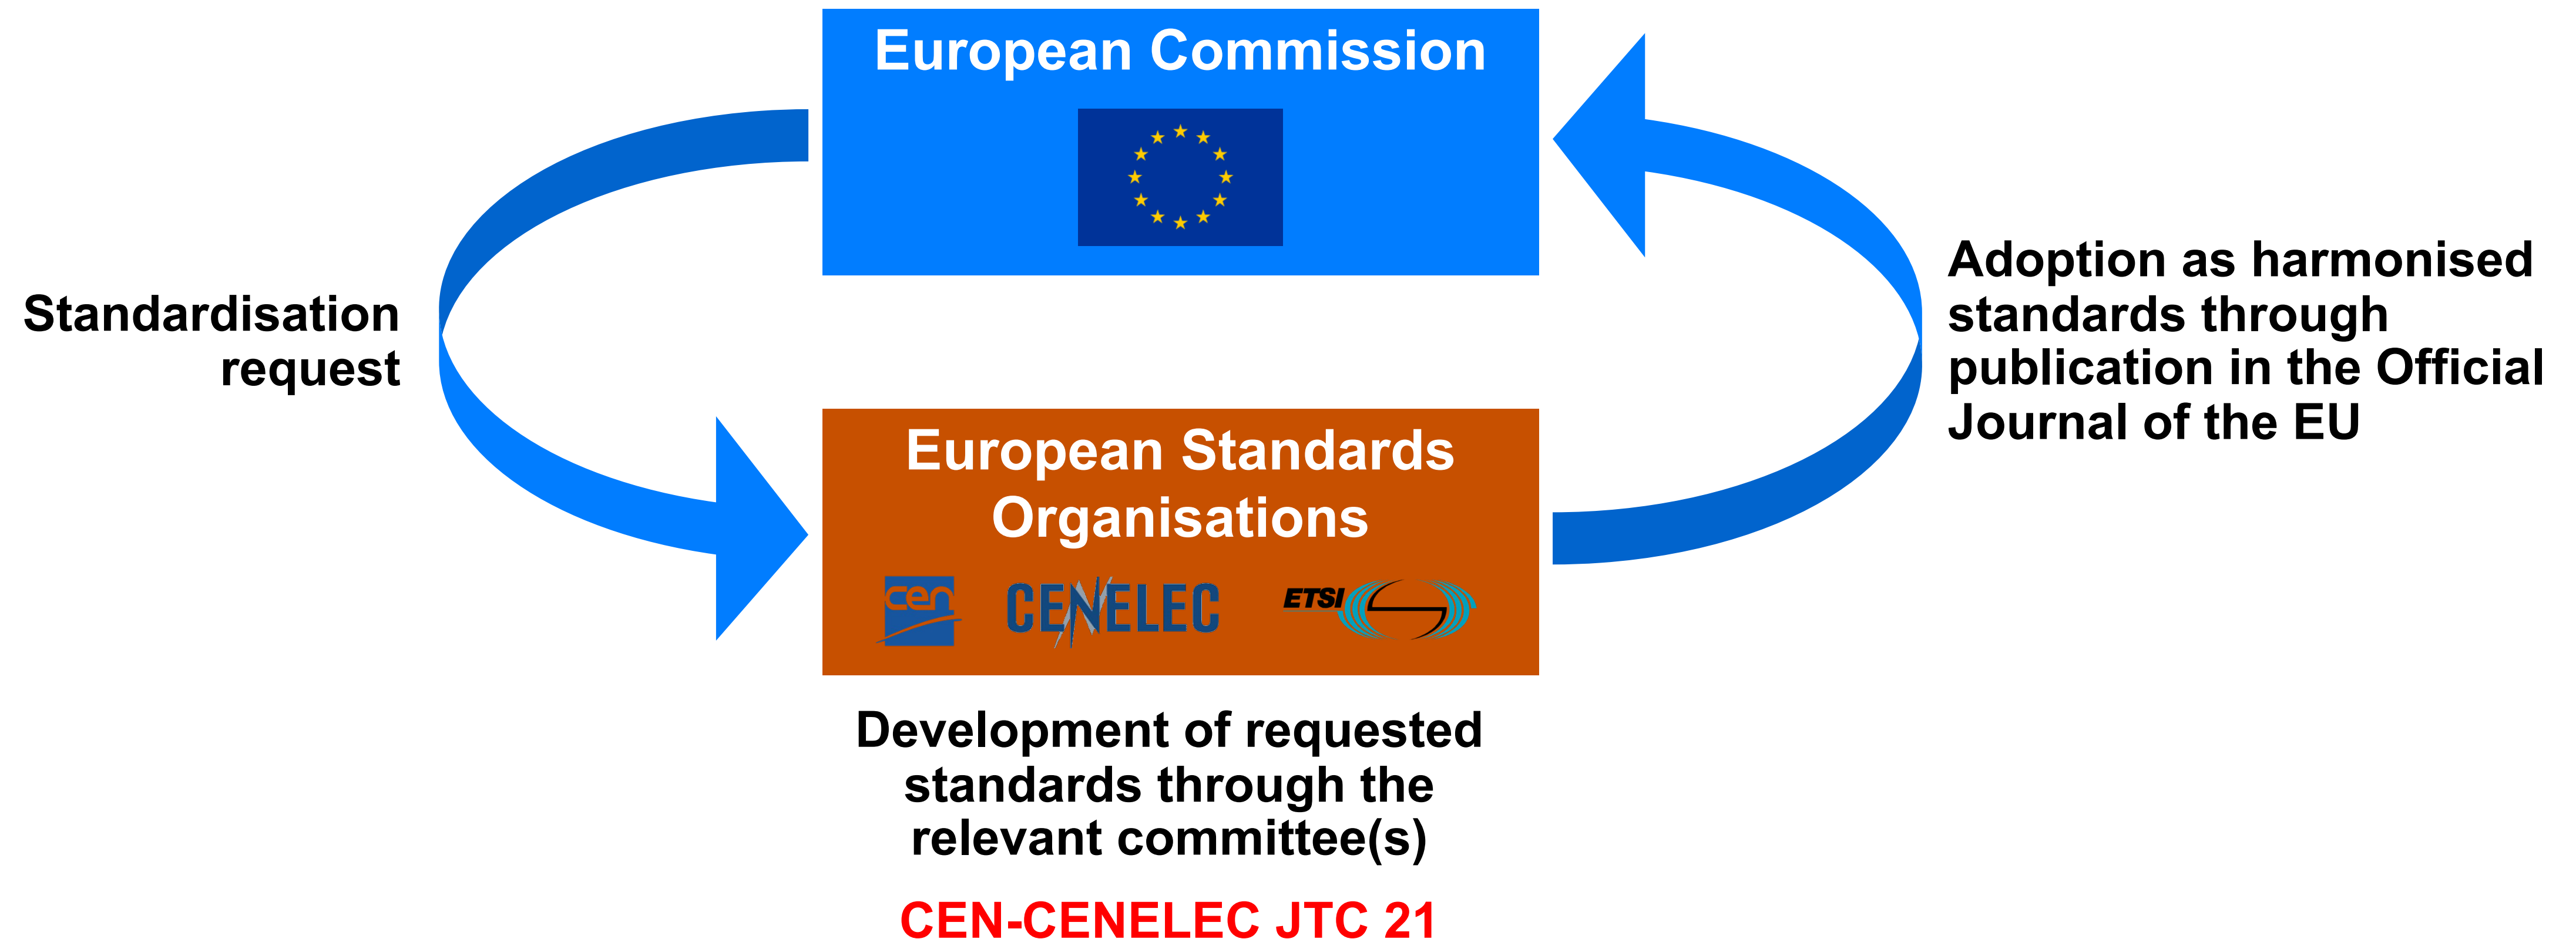 European Commission
Standardisation
request
Adoption as harmonised
standards through
publication in the Official
Journal of the EU
European Standards
Organisations
cen
CENELEC
ETSI
Development of requested
standards through the
relevant committee(s)
CEN-CENELEC JTC 21